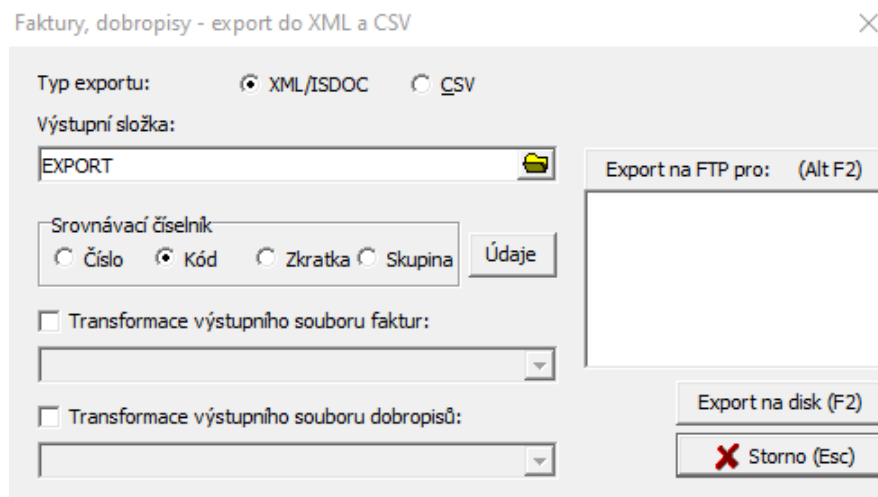 Faktury, dobropisy - export do XML a CSV
Typ exportu: XML/ISDOC CSV
Výstupní složka:
EXPORT
Export na FTP pro: (Alt F2)
Srovnávací číselník
Číslo Kód Zkratka Skupina
Údaje
Transformace výstupního souboru faktur:
Transformace výstupního souboru dobropisů:
Export na disk (F2)
Storno (Esc)